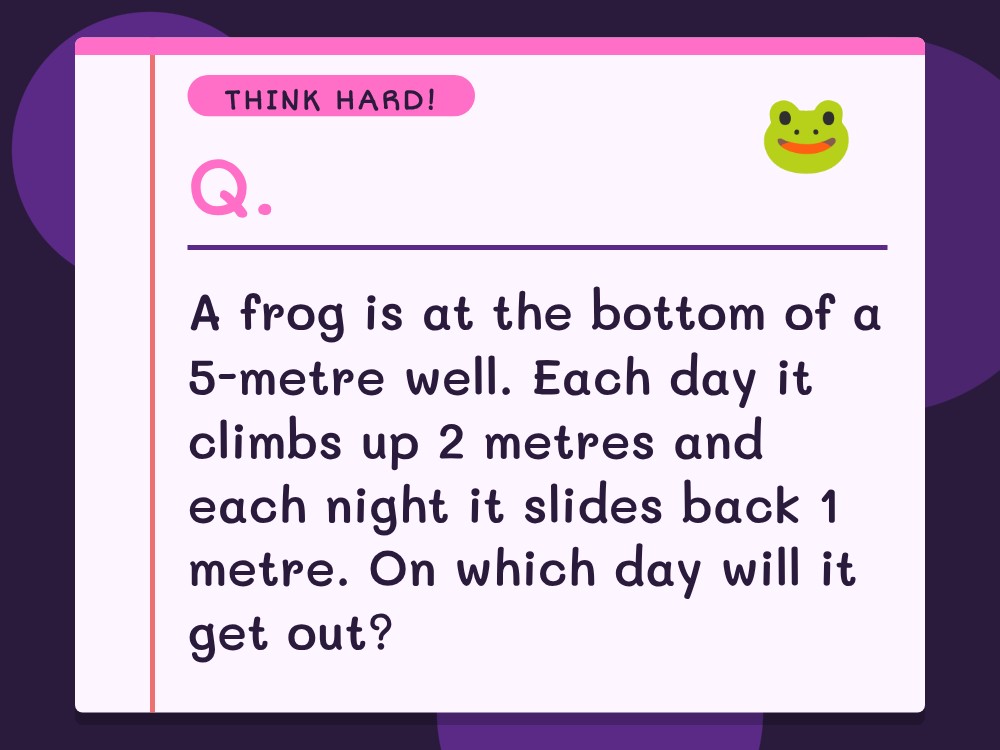 THINK HARD!
Q.
A frog is at the bottom of a
5-metre well. Each day it
climbs up 2 metres and
each night it slides back 1
metre. On which day will it
get out?